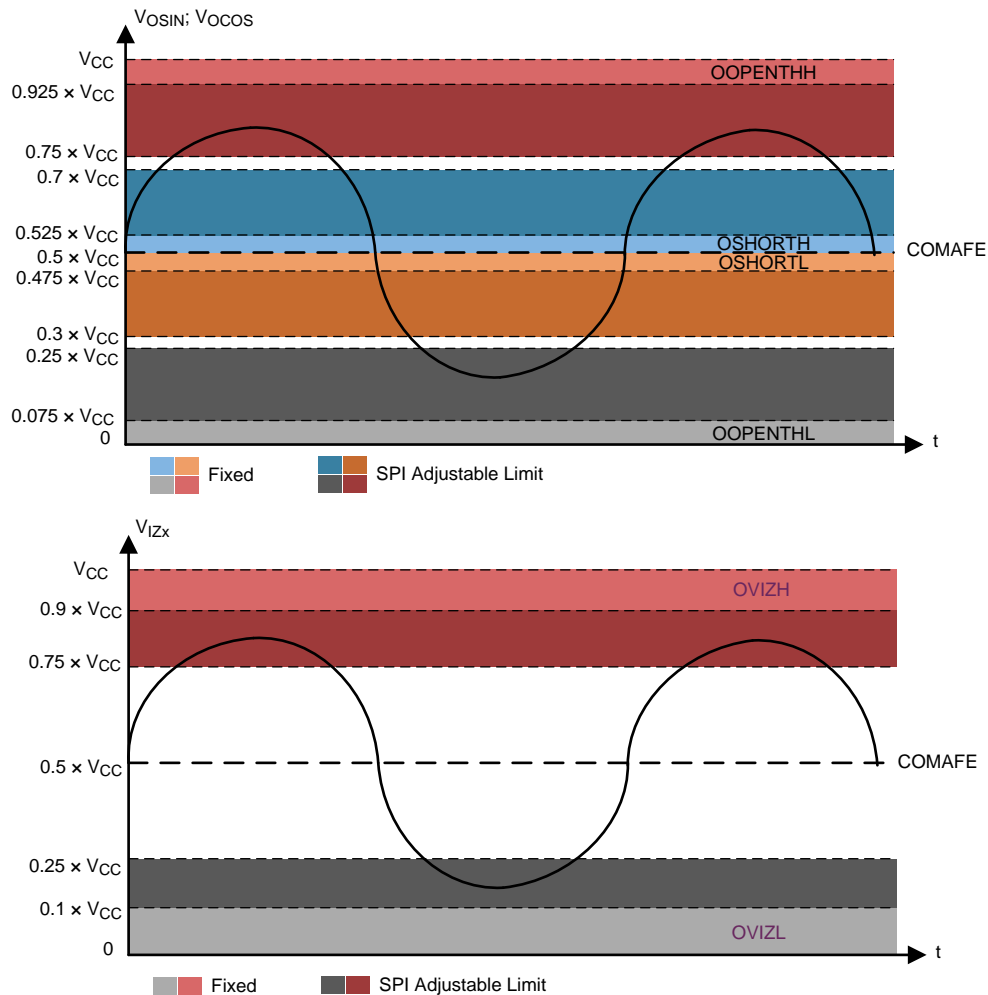 VOSIN; VOCOS
VCC
OOPENTHH
0.925 × VCC
0.75 × VCC
0.7 × VCC
0.525 × VCC
OSHORTH
COMAFE
0.5 × VCC
OSHORTL
0.475 × VCC
0.3 × VCC
0.25 × VCC
0.075 × VCC
OOPENTHL
0
t
Fixed
SPI Adjustable Limit
VIZx
VCC
OVIZH
0.9 × VCC
0.75 × VCC
0.5 × VCC
COMAFE
0.25 × VCC
0.1 × VCC
OVIZL
0
t
Fixed
SPI Adjustable Limit